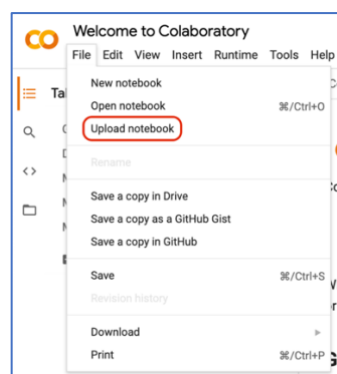 Welcome to Colaboratory
File Edit View Insert Runtime Tools Help
New notebook
Open notebook ⌘/Ctrl+O
Upload notebook
Rename
Save a copy in Drive
Save a copy as a GitHub Gist
Save a copy in GitHub
Save ⌘/Ctrl+S
Revision history
Download ►
Print ⌘/Ctrl+P